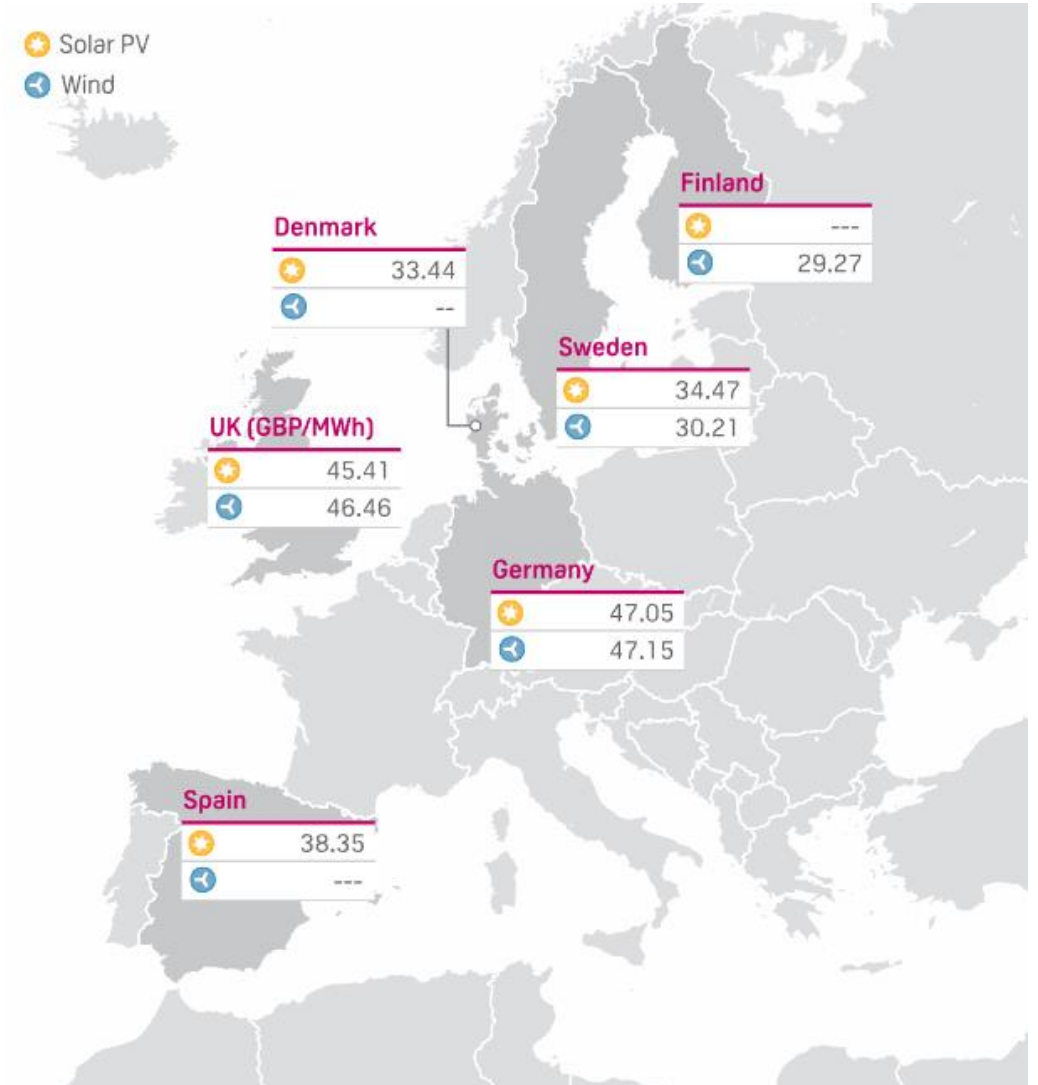 Solar PV
Wind
Finland
---
29.27
Denmark
33.44
--
Sweden
34.47
30.21
UK (GBP/MWh)
45.41
46.46
Germany
47.05
47.15
Spain
38.35
---